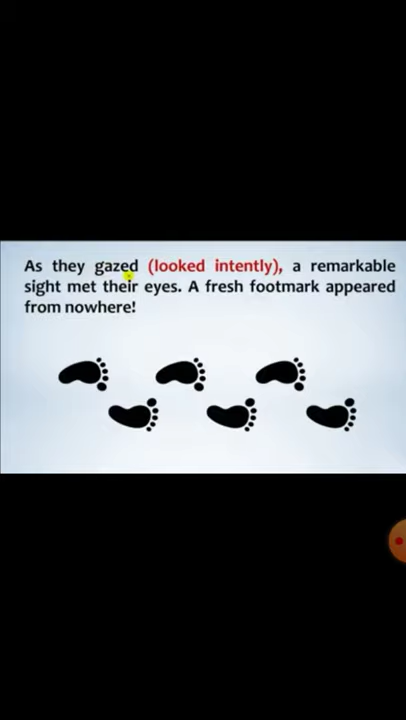 As they gazed (looked intently), a remarkable
sight met their eyes. A fresh footmark appeared
from nowhere!